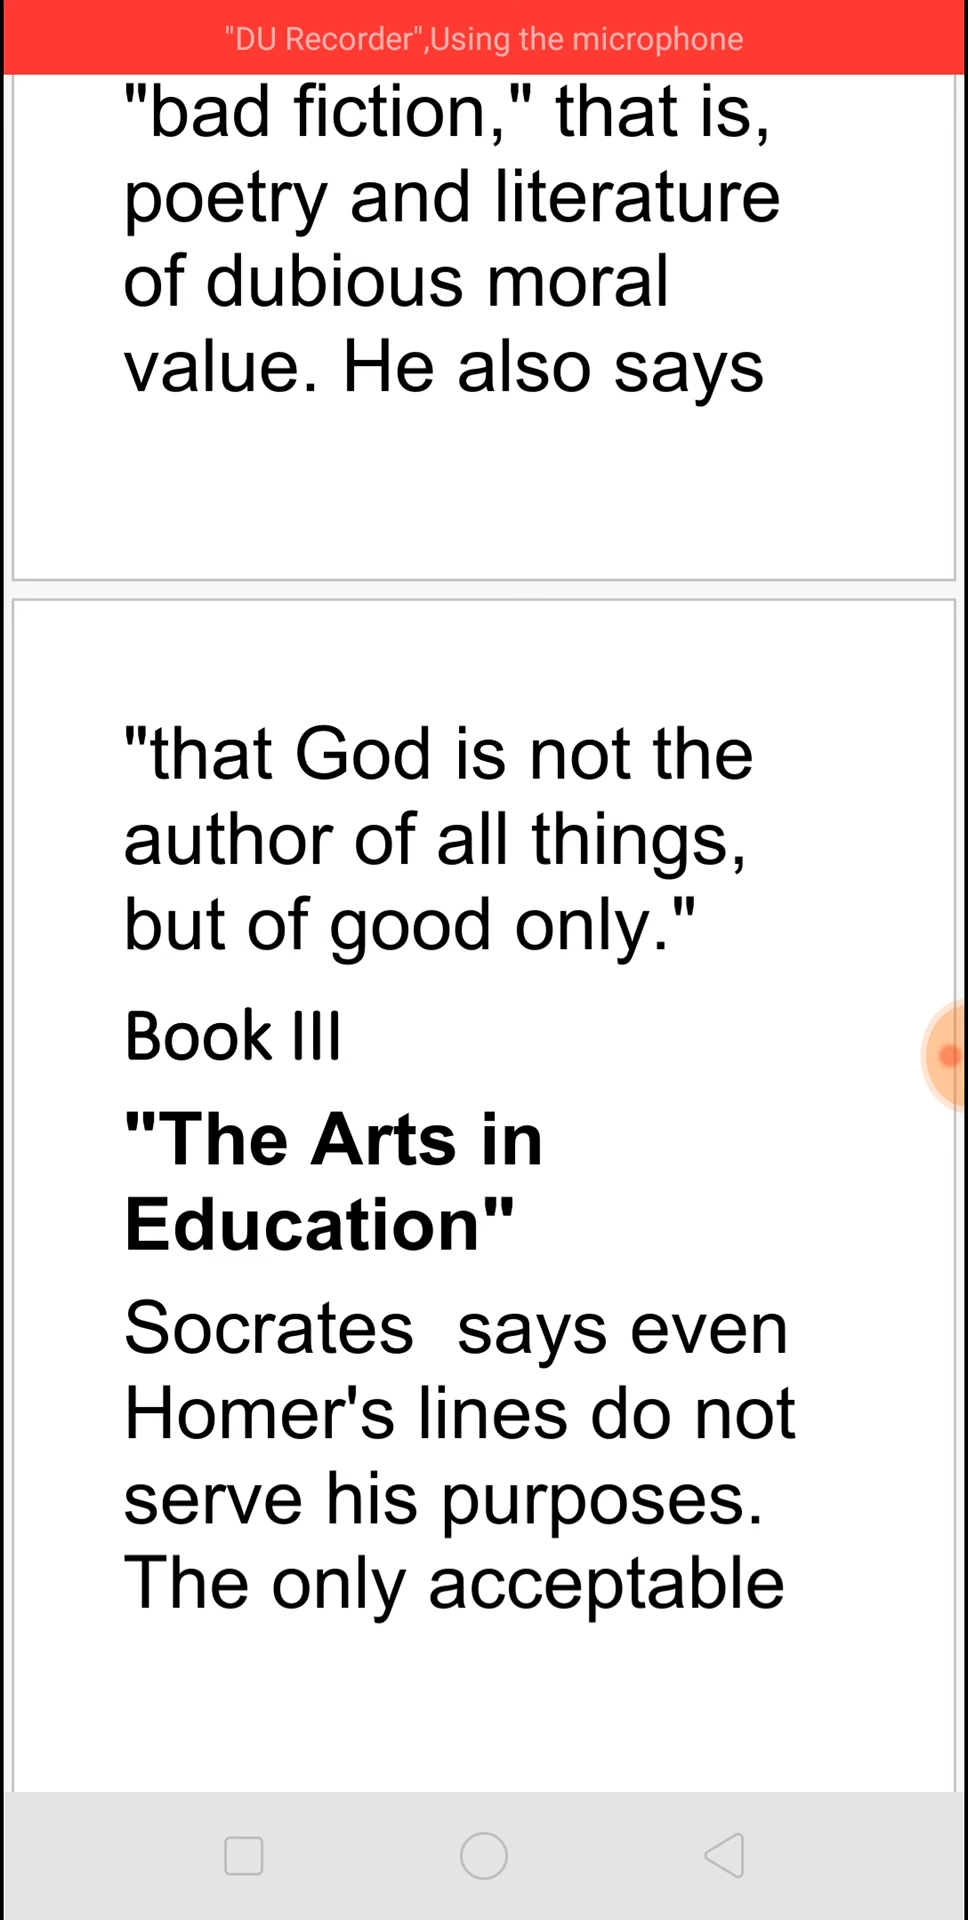 "DU Recorder",Using the microphone
"bad fiction," that is,
poetry and literature
of dubious moral
value. He also says
"that God is not the
author of all things,
but of good only."
Book III
"The Arts in
Education"
Socrates  says even
Homer's lines do not
serve his purposes.
The only acceptable